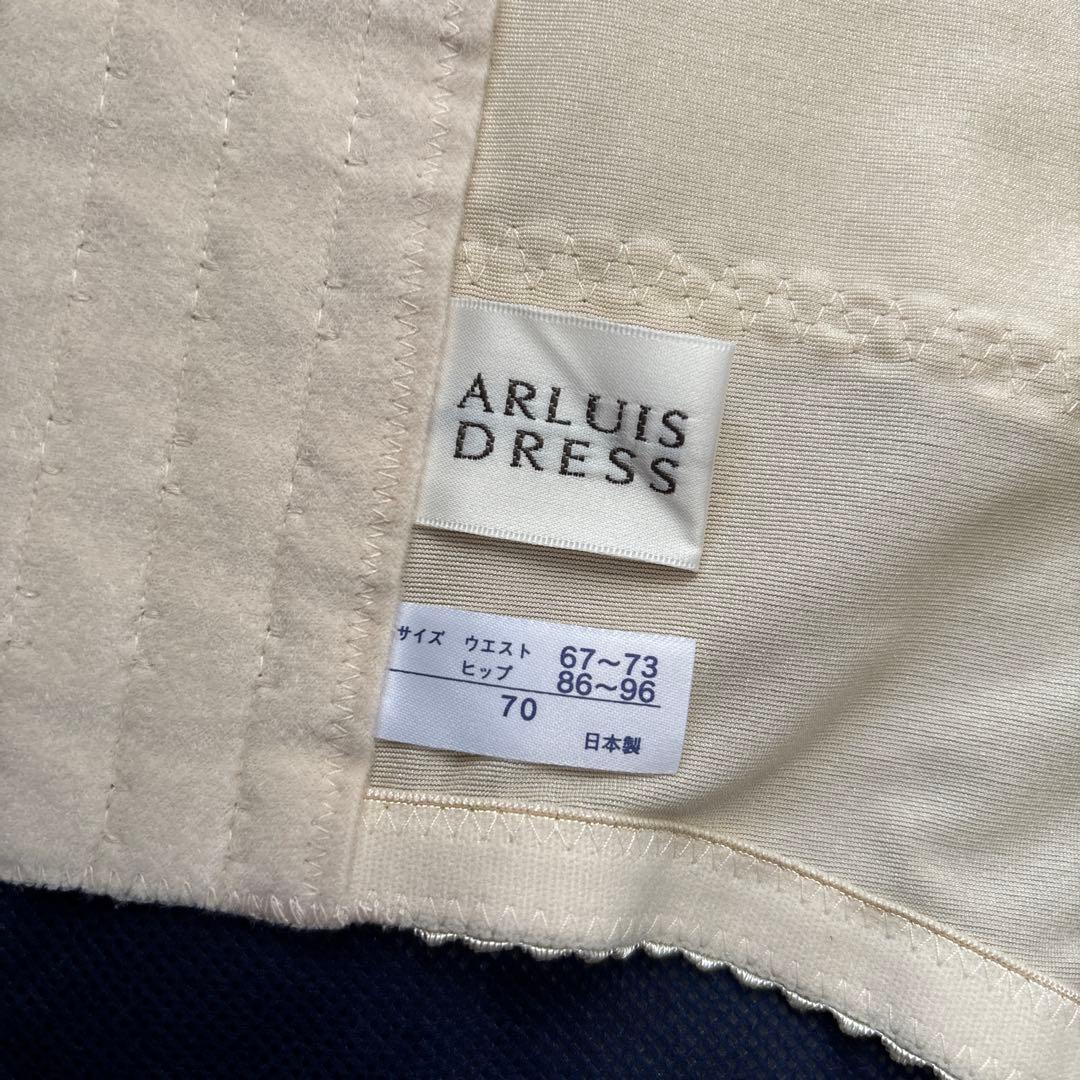 ARLUIS
DRESS
サイズ ウエスト 67〜73
ヒップ 86〜96
70
日本製